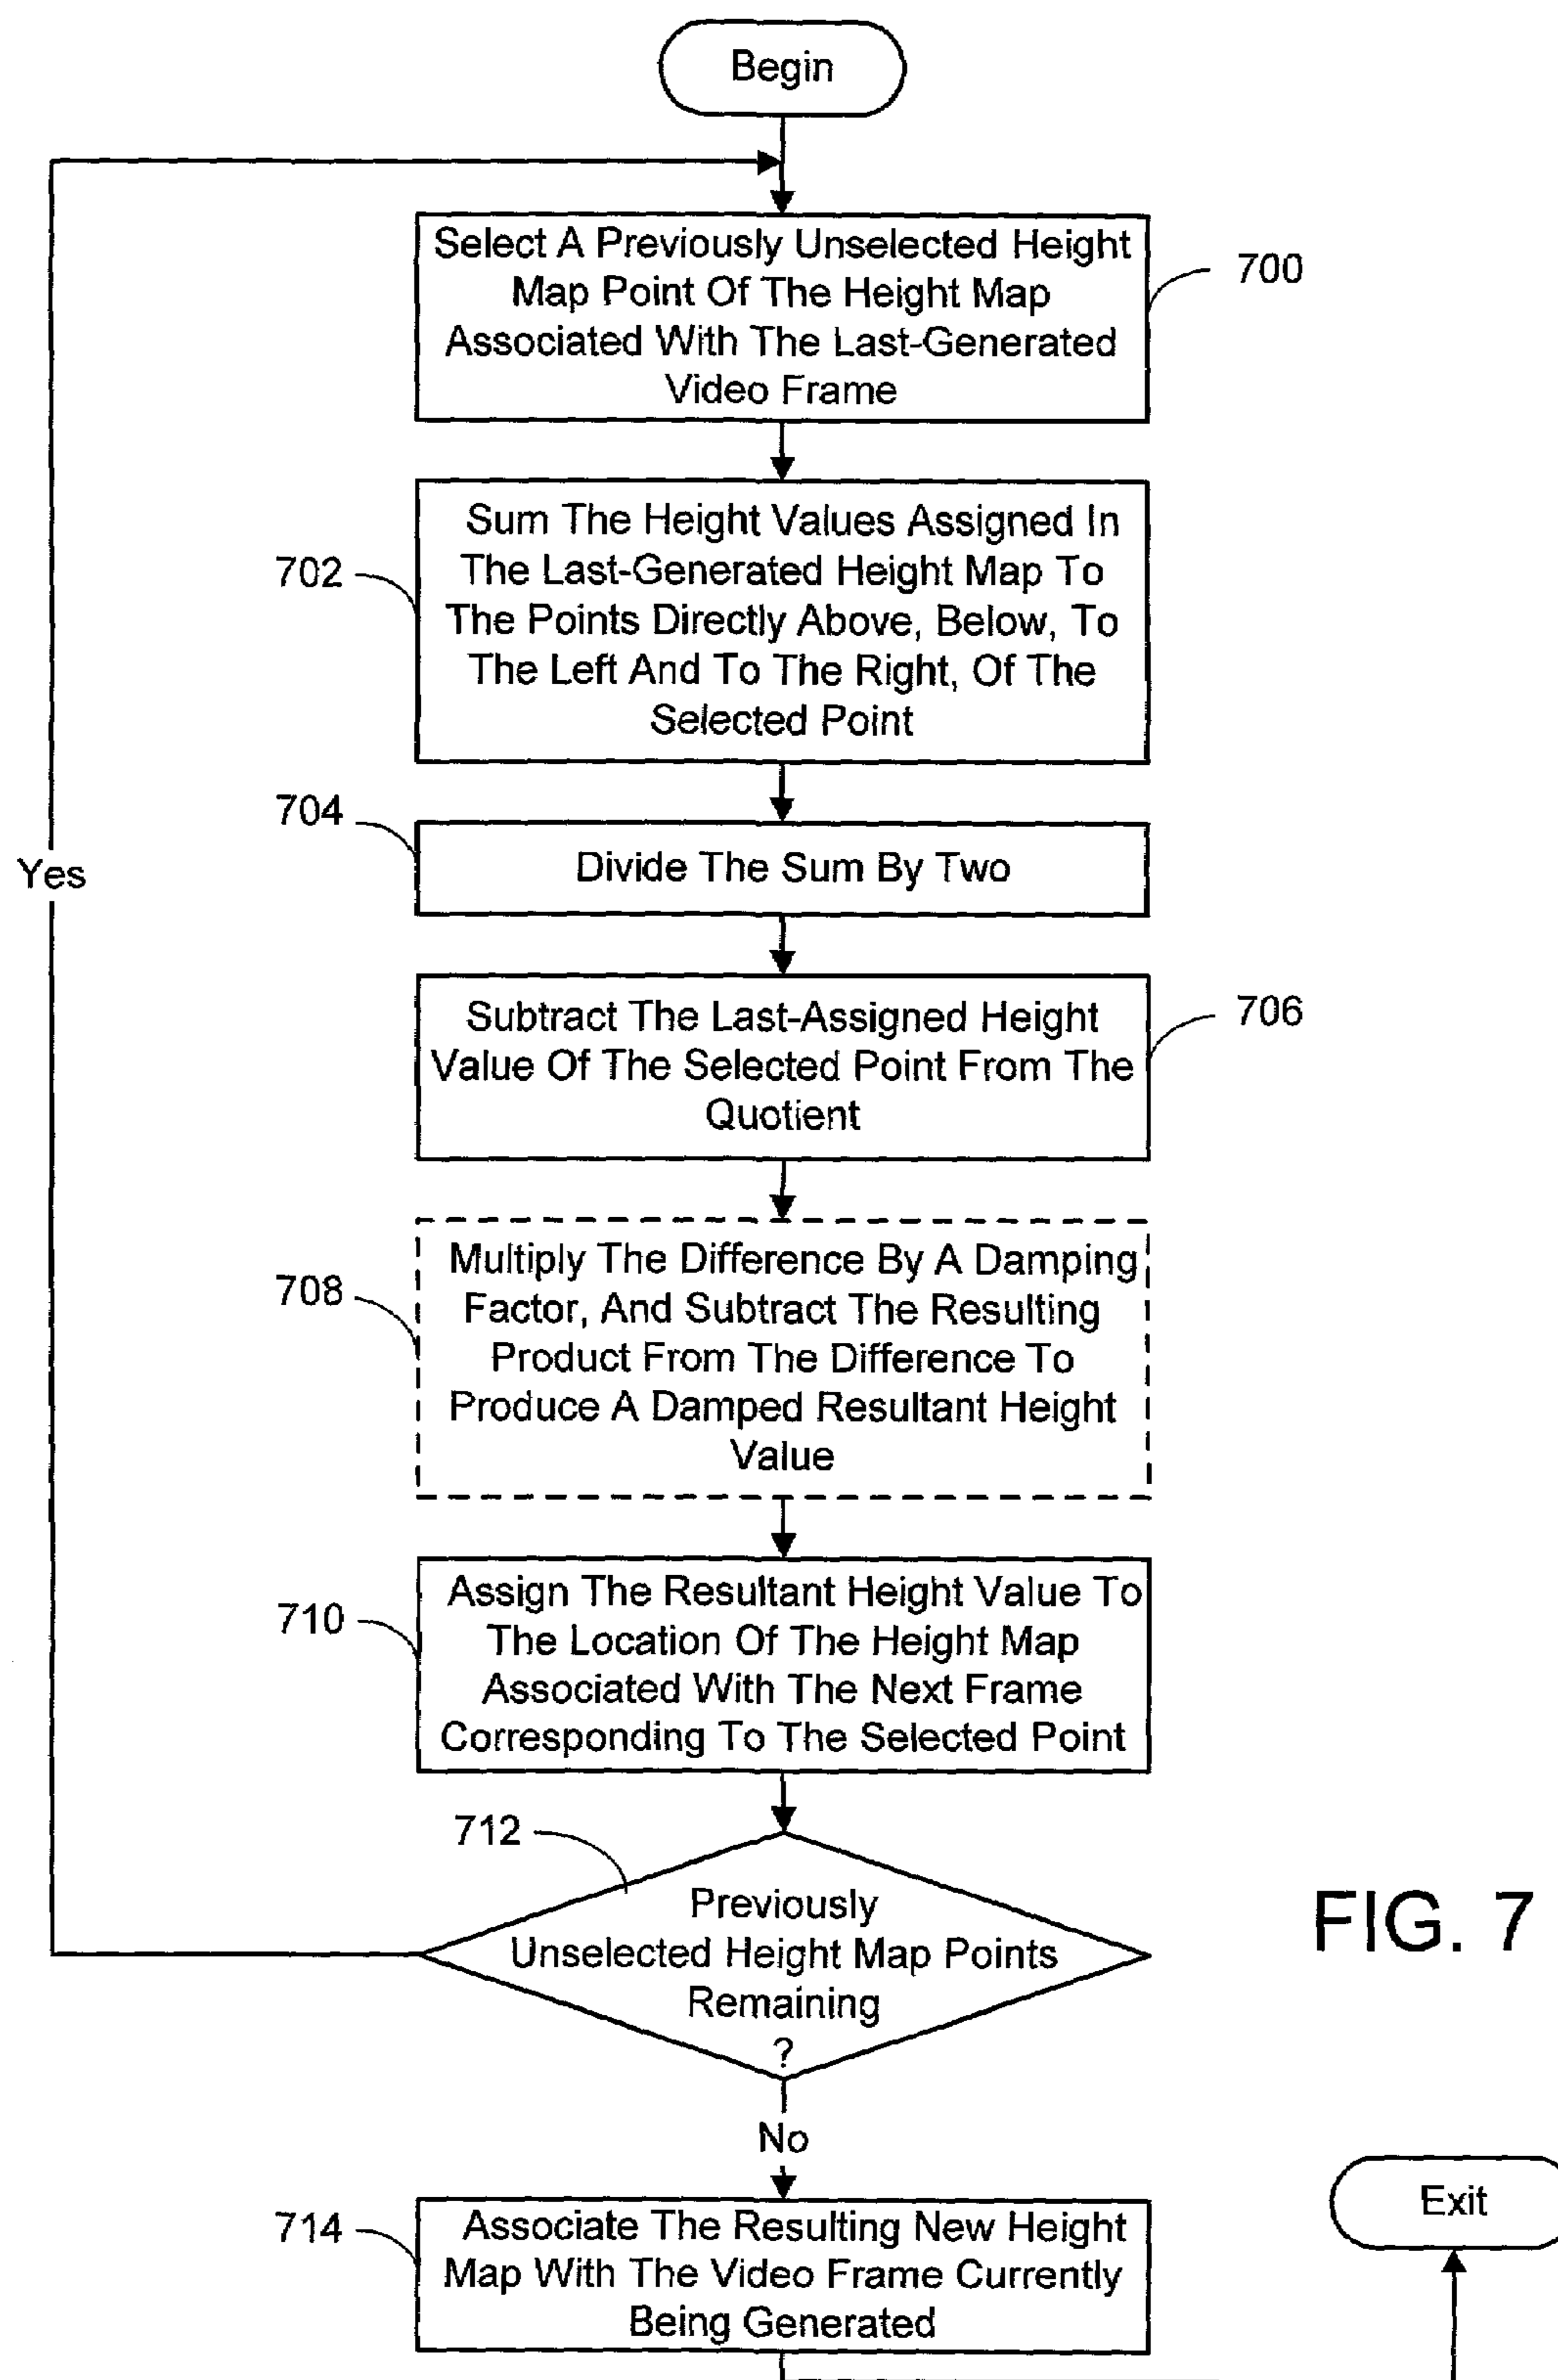 Begin
Select A Previously Unselected Height
Map Point Of The Height Map
Associated With The Last-Generated
Video Frame
700
Sum The Height Values Assigned In
The Last-Generated Height Map To
The Points Directly Above, Below, To
The Left And To The Right, Of The
Selected Point
702
704
Divide The Sum By Two
Yes
Subtract The Last-Assigned Height
Value Of The Selected Point From The
Quotient
706
Multiply The Difference By A Damping
Factor, And Subtract The Resulting
Product From The Difference To
Produce A Damped Resultant Height
Value
708
Assign The Resultant Height Value To
The Location Of The Height Map
Associated With The Next Frame
Corresponding To The Selected Point
710
712
Previously
Unselected Height Map Points
Remaining
?
FIG. 7
No
714
Associate The Resulting New Height
Map With The Video Frame Currently
Being Generated
Exit